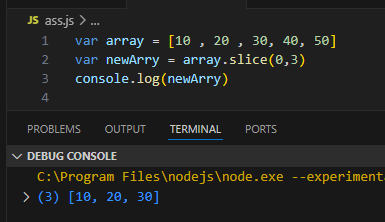 JS ass.js > ...
1 var array = [10 , 20 , 30, 40, 50]
2 var newArry = array.slice(0,3)
3 console.log(newArry)
4
PROBLEMS OUTPUT TERMINAL PORTS
DEBUG CONSOLE
C:\Program Files\nodejs\node.exe --experiment
(3) [10, 20, 30]